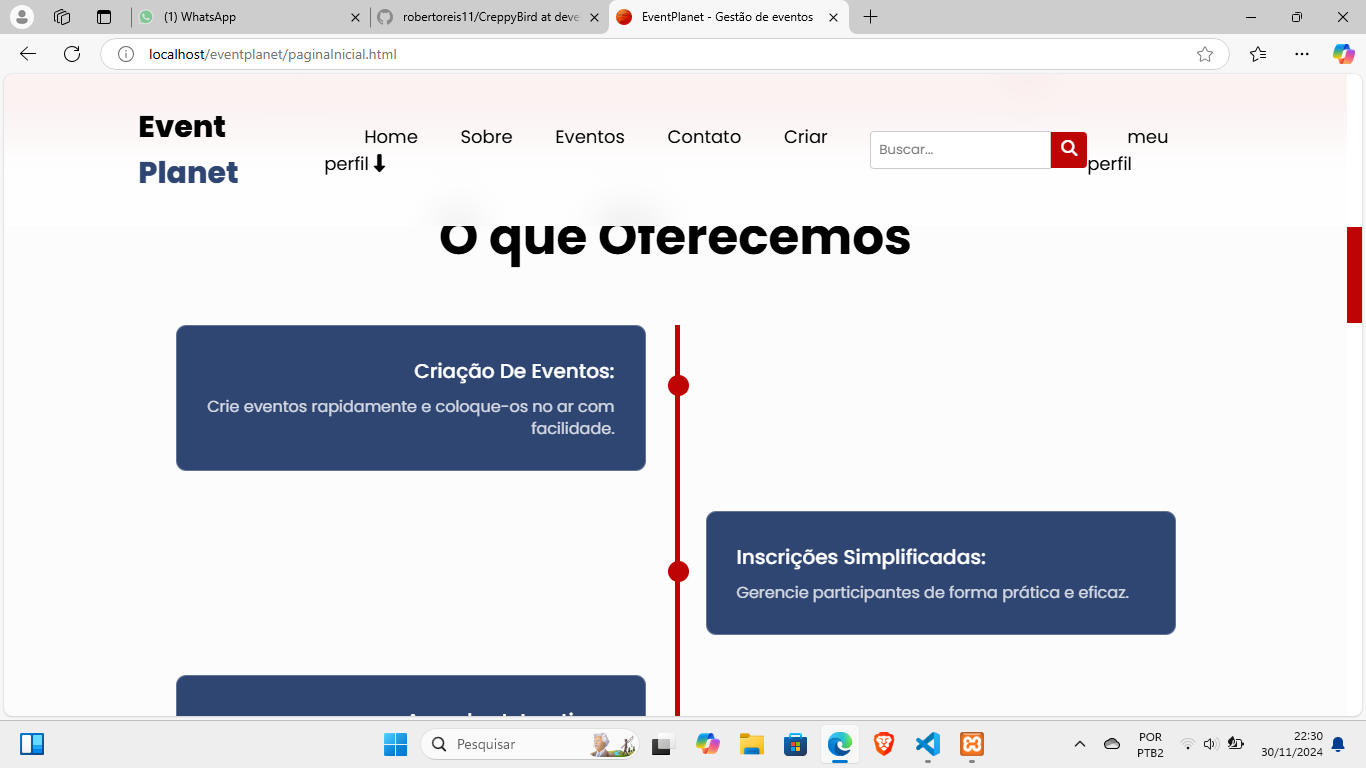 (1) WhatsApp
robertoreis11/CreppyBird at deve
EventPlanet - Gestão de eventos
localhost/eventplanet/paginaInicial.html
Event
Planet
Home Sobre Eventos Contato Criar
perfil
Buscar...
meu
perfil
O que Oferecemos
Criação De Eventos:
Crie eventos rapidamente e coloque-os no ar com
facilidade.
Inscrições Simplificadas:
Gerencie participantes de forma prática e eficaz.
Pesquisar
POR
PTB2
22:30
30/11/2024